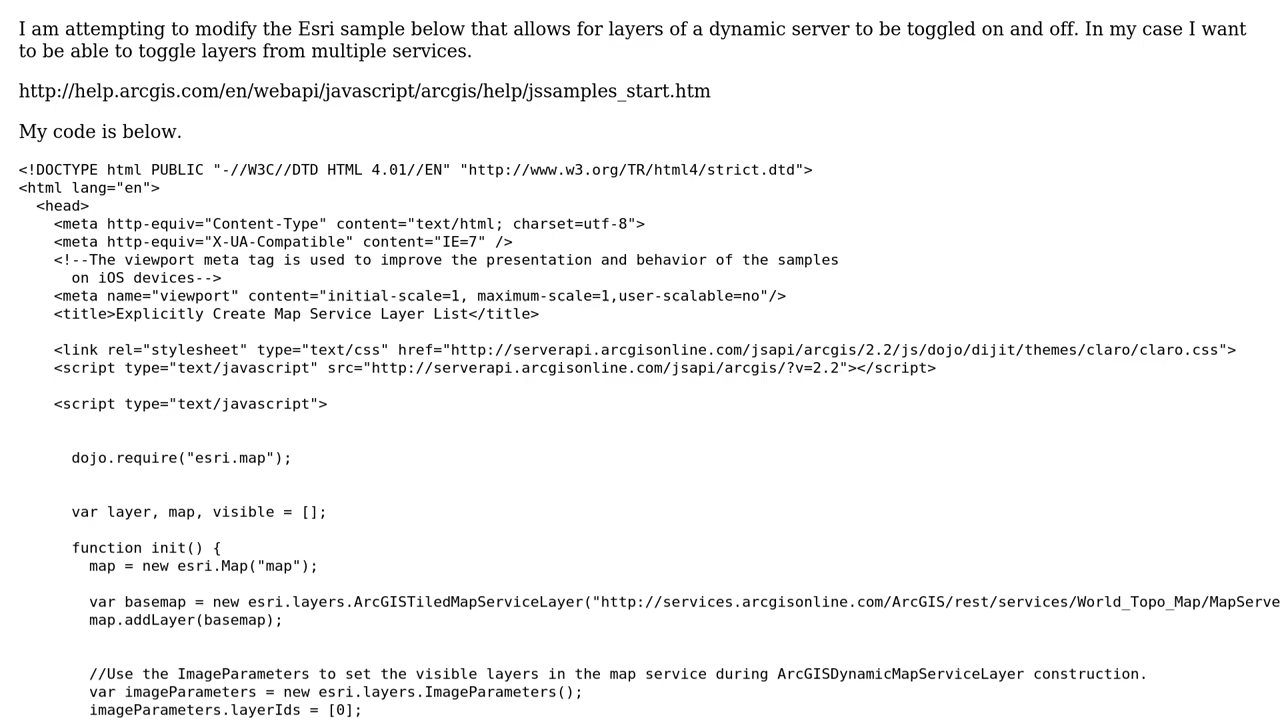 I am attempting to modify the Esri sample below that allows for layers of a dynamic server to be toggled on and off. In my case I want
to be able to toggle layers from multiple services.
http://help.arcgis.com/en/webapi/javascript/arcgis/help/jssamples_start.htm
My code is below.
<!DOCTYPE html PUBLIC "-//W3C//DTD HTML 4.01//EN" "http://www.w3.org/TR/html4/strict.dtd">
<html lang="en">
  <head>
    <meta http-equiv="Content-Type" content="text/html; charset=utf-8">
    <meta http-equiv="X-UA-Compatible" content="IE=7" />
    <!--The viewport meta tag is used to improve the presentation and behavior of the samples
      on iOS devices-->
    <meta name="viewport" content="initial-scale=1, maximum-scale=1,user-scalable=no"/>
    <title>Explicitly Create Map Service Layer List</title>
    <link rel="stylesheet" type="text/css" href="http://serverapi.arcgisonline.com/jsapi/arcgis/2.2/js/dojo/dijit/themes/claro/claro.css">
    <script type="text/javascript" src="http://serverapi.arcgisonline.com/jsapi/arcgis/?v=2.2"></script>
    <script type="text/javascript">
      dojo.require("esri.map");
      var layer, map, visible = [];
      function init() {
        map = new esri.Map("map");
        var basemap = new esri.layers.ArcGISTiledMapServiceLayer("http://services.arcgisonline.com/ArcGIS/rest/services/World_Topo_Map/MapServe
        map.addLayer(basemap);
        //Use the ImageParameters to set the visible layers in the map service during ArcGISDynamicMapServiceLayer construction.
        var imageParameters = new esri.layers.ImageParameters();
        imageParameters.layerIds = [0];